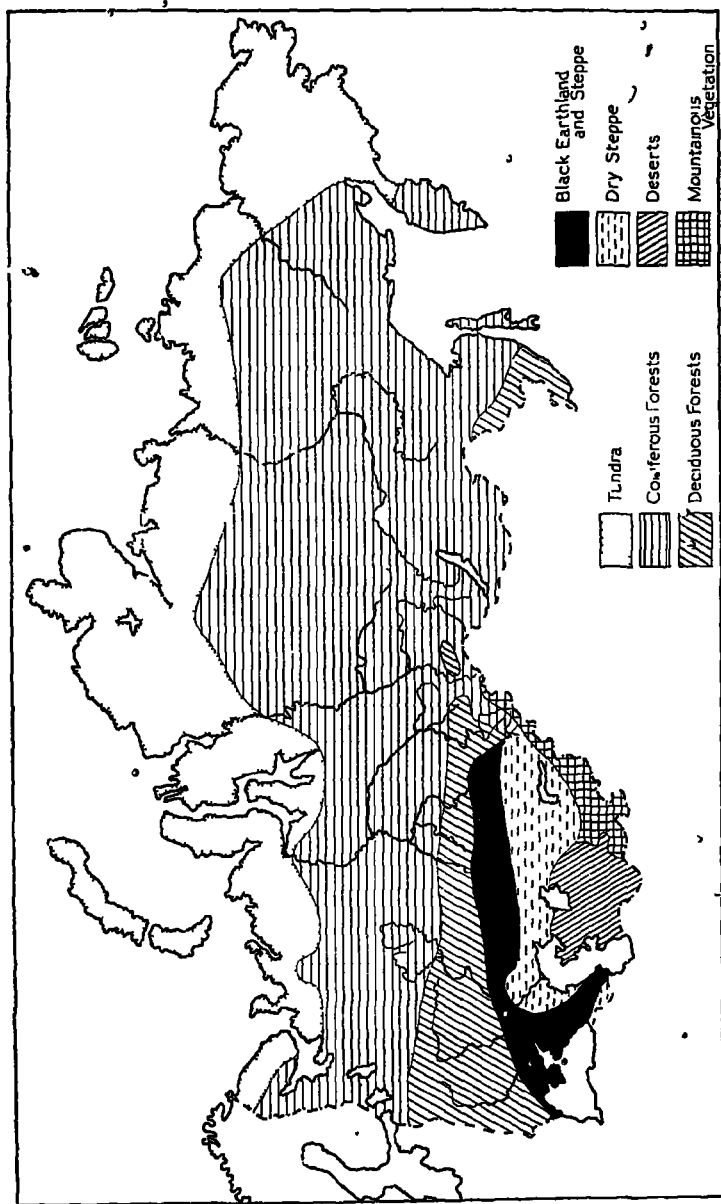 Tundra
Coniferous Forests
Deciduous Forests
Black Earthland
and Steppe
Dry Steppe
Deserts
Mountainous
Vegetation